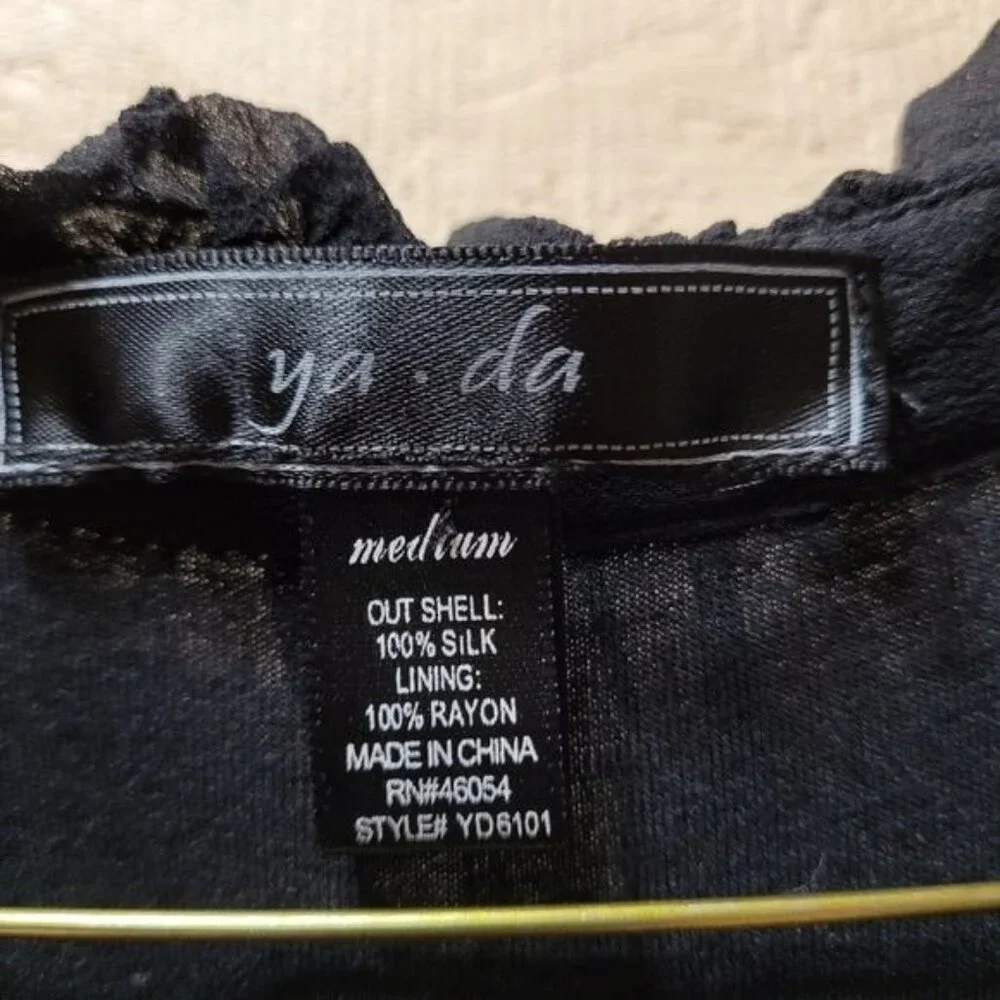 ya · da
medium
OUT SHELL:
100% SILK
LINING:
100% RAYON
MADE IN CHINA
RN#46054
STYLE# YD6101